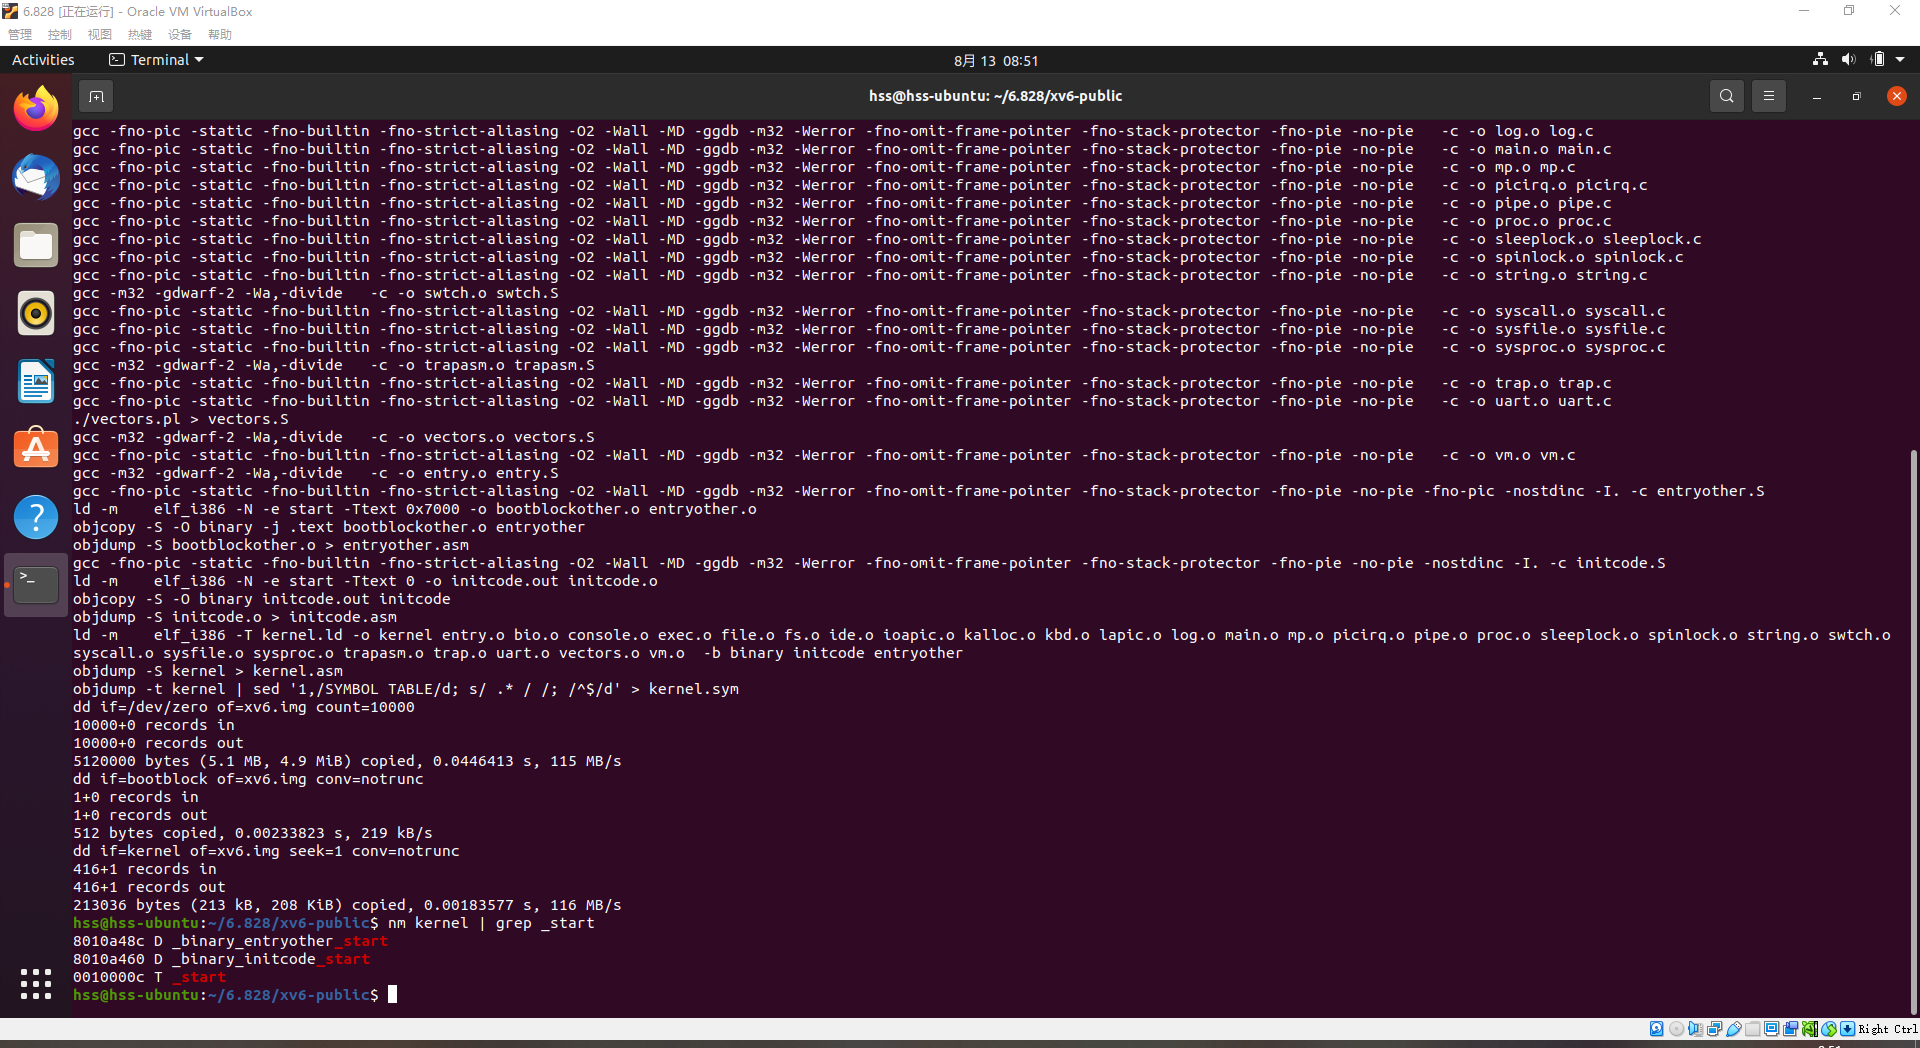 6.828 [正在运行] - Oracle VM VirtualBox
管理 控制 视图 热键 设备 帮助
Activities Terminal 8月 13 08:51
hss@hss-ubuntu: ~/6.828/xv6-public
gcc -fno-pic -static -fno-builtin -fno-strict-aliasing -O2 -Wall -MD -ggdb -m32 -Werror -fno-omit-frame-pointer -fno-stack-protector -fno-pie -no-pie   -c -o log.o log.c
gcc -fno-pic -static -fno-builtin -fno-strict-aliasing -O2 -Wall -MD -ggdb -m32 -Werror -fno-omit-frame-pointer -fno-stack-protector -fno-pie -no-pie   -c -o main.o main.c
gcc -fno-pic -static -fno-builtin -fno-strict-aliasing -O2 -Wall -MD -ggdb -m32 -Werror -fno-omit-frame-pointer -fno-stack-protector -fno-pie -no-pie   -c -o mp.o mp.c
gcc -fno-pic -static -fno-builtin -fno-strict-aliasing -O2 -Wall -MD -ggdb -m32 -Werror -fno-omit-frame-pointer -fno-stack-protector -fno-pie -no-pie   -c -o picirq.o picirq.c
gcc -fno-pic -static -fno-builtin -fno-strict-aliasing -O2 -Wall -MD -ggdb -m32 -Werror -fno-omit-frame-pointer -fno-stack-protector -fno-pie -no-pie   -c -o pipe.o pipe.c
gcc -fno-pic -static -fno-builtin -fno-strict-aliasing -O2 -Wall -MD -ggdb -m32 -Werror -fno-omit-frame-pointer -fno-stack-protector -fno-pie -no-pie   -c -o proc.o proc.c
gcc -fno-pic -static -fno-builtin -fno-strict-aliasing -O2 -Wall -MD -ggdb -m32 -Werror -fno-omit-frame-pointer -fno-stack-protector -fno-pie -no-pie   -c -o sleeplock.o sleeplock.c
gcc -fno-pic -static -fno-builtin -fno-strict-aliasing -O2 -Wall -MD -ggdb -m32 -Werror -fno-omit-frame-pointer -fno-stack-protector -fno-pie -no-pie   -c -o spinlock.o spinlock.c
gcc -fno-pic -static -fno-builtin -fno-strict-aliasing -O2 -Wall -MD -ggdb -m32 -Werror -fno-omit-frame-pointer -fno-stack-protector -fno-pie -no-pie   -c -o string.o string.c
gcc -m32 -gdwarf-2 -Wa,-divide   -c -o swtch.o swtch.S
gcc -fno-pic -static -fno-builtin -fno-strict-aliasing -O2 -Wall -MD -ggdb -m32 -Werror -fno-omit-frame-pointer -fno-stack-protector -fno-pie -no-pie   -c -o syscall.o syscall.c
gcc -fno-pic -static -fno-builtin -fno-strict-aliasing -O2 -Wall -MD -ggdb -m32 -Werror -fno-omit-frame-pointer -fno-stack-protector -fno-pie -no-pie   -c -o sysfile.o sysfile.c
gcc -fno-pic -static -fno-builtin -fno-strict-aliasing -O2 -Wall -MD -ggdb -m32 -Werror -fno-omit-frame-pointer -fno-stack-protector -fno-pie -no-pie   -c -o sysproc.o sysproc.c
gcc -m32 -gdwarf-2 -Wa,-divide   -c -o trapasm.o trapasm.S
gcc -fno-pic -static -fno-builtin -fno-strict-aliasing -O2 -Wall -MD -ggdb -m32 -Werror -fno-omit-frame-pointer -fno-stack-protector -fno-pie -no-pie   -c -o trap.o trap.c
gcc -fno-pic -static -fno-builtin -fno-strict-aliasing -O2 -Wall -MD -ggdb -m32 -Werror -fno-omit-frame-pointer -fno-stack-protector -fno-pie -no-pie   -c -o uart.o uart.c
./vectors.pl > vectors.S
gcc -m32 -gdwarf-2 -Wa,-divide   -c -o vectors.o vectors.S
gcc -fno-pic -static -fno-builtin -fno-strict-aliasing -O2 -Wall -MD -ggdb -m32 -Werror -fno-omit-frame-pointer -fno-stack-protector -fno-pie -no-pie   -c -o vm.o vm.c
gcc -m32 -gdwarf-2 -Wa,-divide   -c -o entry.o entry.S
gcc -fno-pic -static -fno-builtin -fno-strict-aliasing -O2 -Wall -MD -ggdb -m32 -Werror -fno-omit-frame-pointer -fno-stack-protector -fno-pie -no-pie -fno-pic -nostdinc -I. -c entryother.S
ld -m    elf_i386 -N -e start -Ttext 0x7000 -o bootblockother.o entryother.o
objcopy -S -O binary -j .text bootblockother.o entryother
objdump -S bootblockother.o > entryother.asm
gcc -fno-pic -static -fno-builtin -fno-strict-aliasing -O2 -Wall -MD -ggdb -m32 -Werror -fno-omit-frame-pointer -fno-stack-protector -fno-pie -no-pie -nostdinc -I. -c initcode.S
ld -m    elf_i386 -N -e start -Ttext 0 -o initcode.out initcode.o
objcopy -S -O binary initcode.out initcode
objdump -S initcode.o > initcode.asm
ld -m    elf_i386 -T kernel.ld -o kernel entry.o bio.o console.o exec.o file.o fs.o ide.o ioapic.o kalloc.o kbd.o lapic.o log.o main.o mp.o picirq.o pipe.o proc.o sleeplock.o spinlock.o string.o swtch.o
syscall.o sysfile.o sysproc.o trapasm.o trap.o uart.o vectors.o vm.o  -b binary initcode entryother
objdump -S kernel > kernel.asm
objdump -t kernel | sed '1,/SYMBOL TABLE/d; s/ .* / /; /^$/d' > kernel.sym
dd if=/dev/zero of=xv6.img count=10000
10000+0 records in
10000+0 records out
5120000 bytes (5.1 MB, 4.9 MiB) copied, 0.0446413 s, 115 MB/s
dd if=bootblock of=xv6.img conv=notrunc
1+0 records in
1+0 records out
512 bytes copied, 0.00233823 s, 219 kB/s
dd if=kernel of=xv6.img seek=1 conv=notrunc
416+1 records in
416+1 records out
213036 bytes (213 kB, 208 KiB) copied, 0.00183577 s, 116 MB/s
hss@hss-ubuntu:~/6.828/xv6-public$ nm kernel | grep _start
8010a48c D _binary_entryother_start
8010a460 D _binary_initcode_start
0010000c T _start
hss@hss-ubuntu:~/6.828/xv6-public$
Right Ctrl